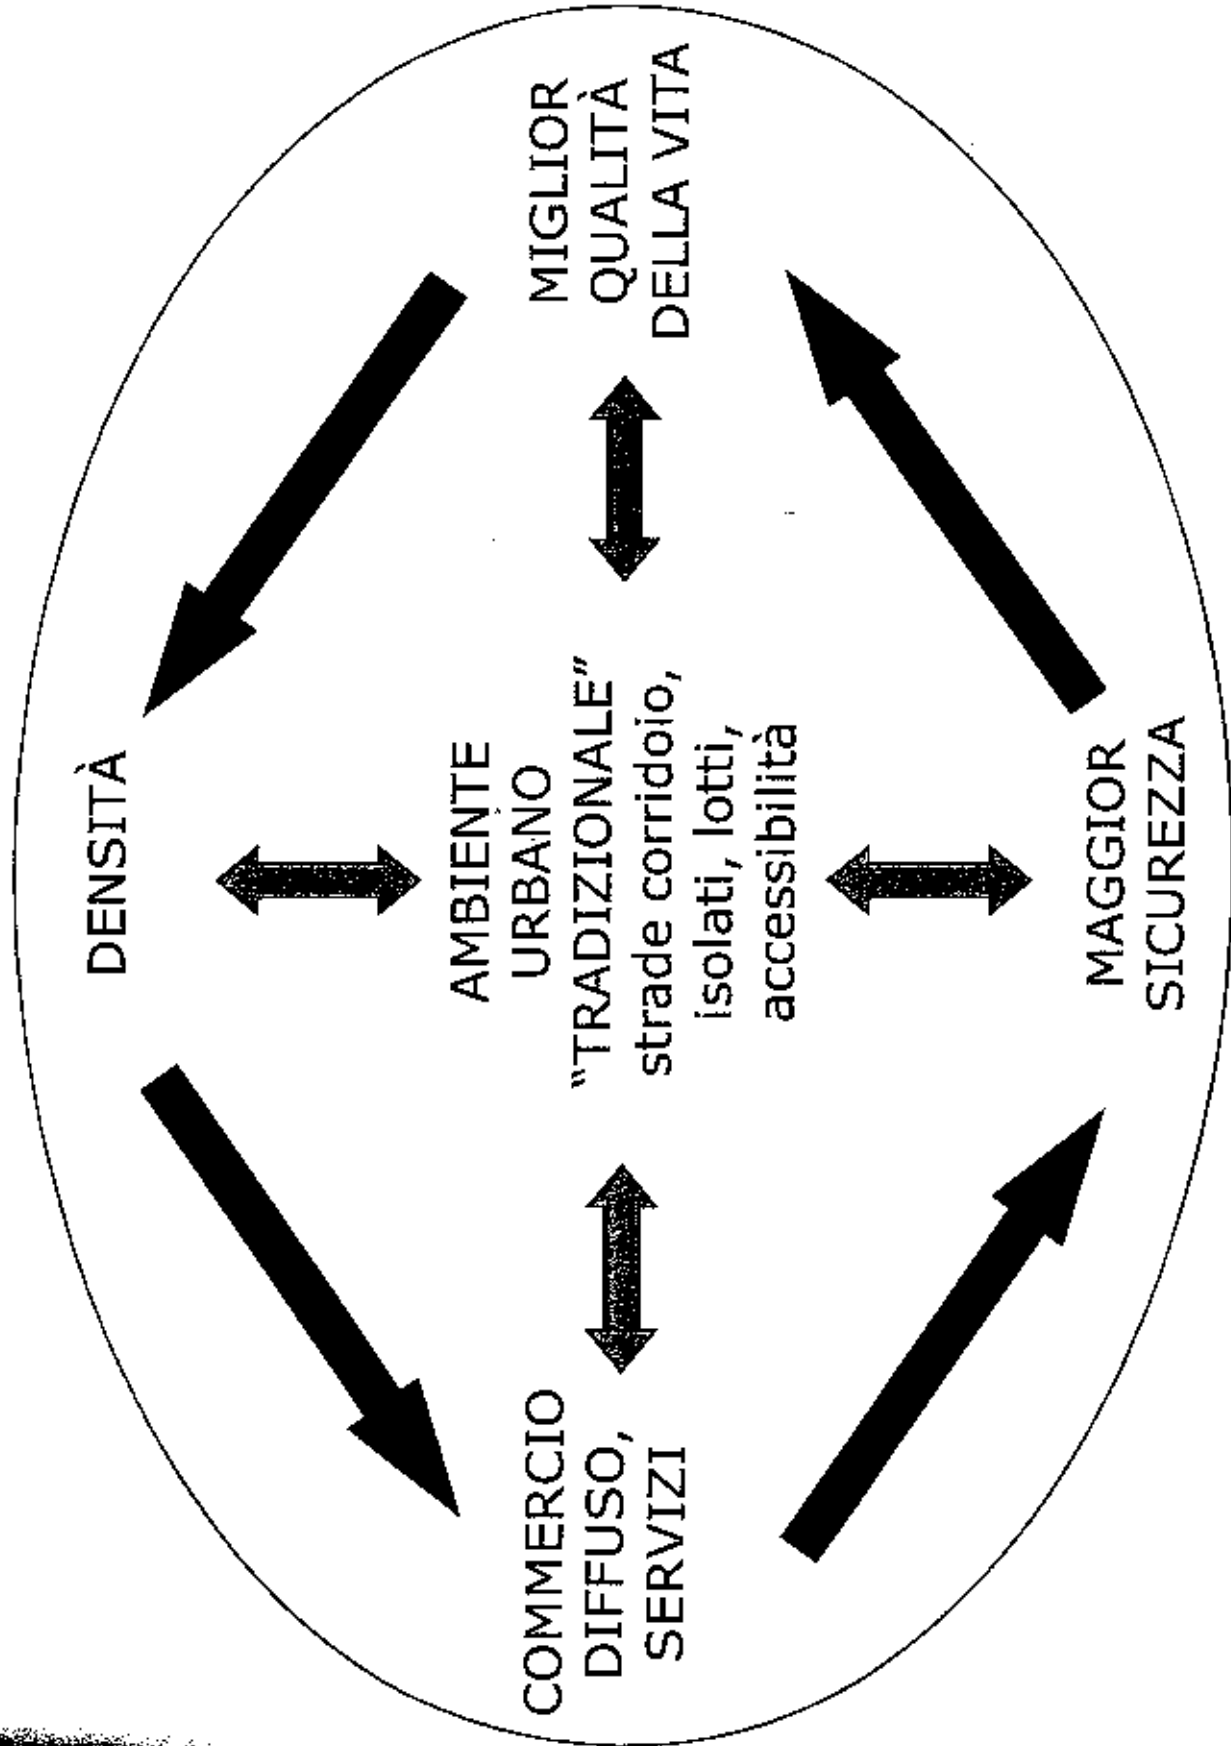 DENSITÀ
COMMERCIO
DIFFUSO,
SERVIZI
AMBIENTE
URBANO
“TRADIZIONALE”
strade corridoio,
isolati, lotti,
accessibilità
MIGLIOR
QUALITÀ
DELLA VITA
MAGGIOR
SICUREZZA